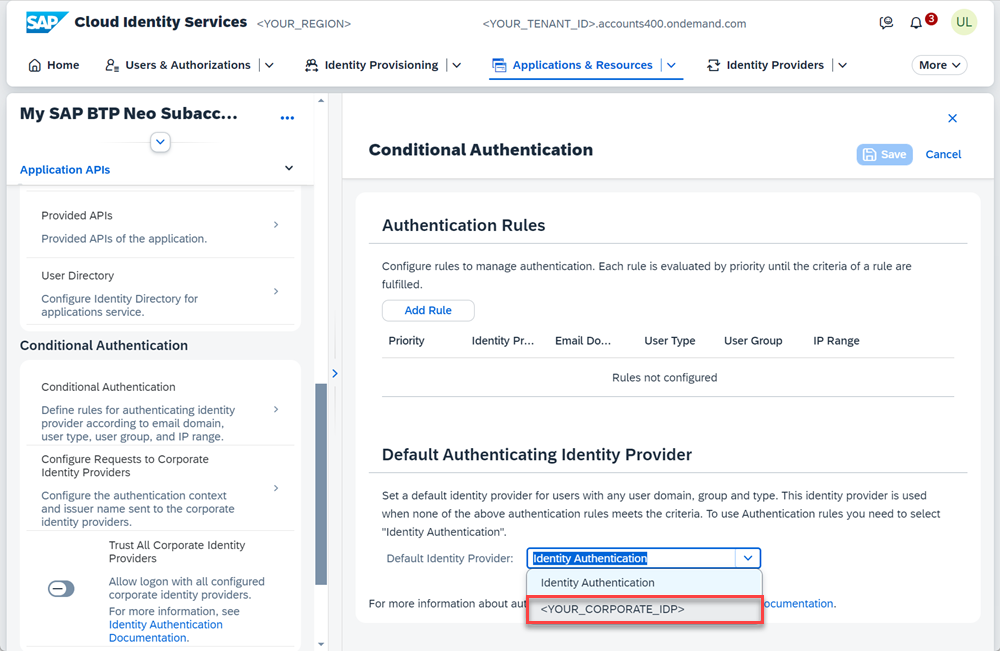 SAP Cloud Identity Services <YOUR_REGION> <YOUR_TENANT_ID>.accounts400.ondemand.com 3 UL
Home Users & Authorizations Identity Provisioning Applications & Resources Identity Providers More
My SAP BTP Neo Subacc... ...
Application APIs
Provided APIs
Provided APIs of the application.
User Directory
Configure Identity Directory for
applications service.
Conditional Authentication
Conditional Authentication
Define rules for authenticating identity
provider according to email domain,
user type, user group, and IP range.
Configure Requests to Corporate
Identity Providers
Configure the authentication context
and issuer name sent to the corporate
identity providers.
Trust All Corporate Identity
Providers
Allow logon with all configured
corporate identity providers.
For more information, see
Identity Authentication
Documentation.
Conditional Authentication
Save Cancel
Authentication Rules
Configure rules to manage authentication. Each rule is evaluated by priority until the criteria of a rule are
fulfilled.
Add Rule
Priority Identity Pr... Email Do... User Type User Group IP Range
Rules not configured
Default Authenticating Identity Provider
Set a default identity provider for users with any user domain, group and type. This identity provider is used
when none of the above authentication rules meets the criteria. To use Authentication rules you need to select
"Identity Authentication".
Default Identity Provider: Identity Authentication
Identity Authentication
<YOUR_CORPORATE_IDP>
For more information about aut ocumentation.